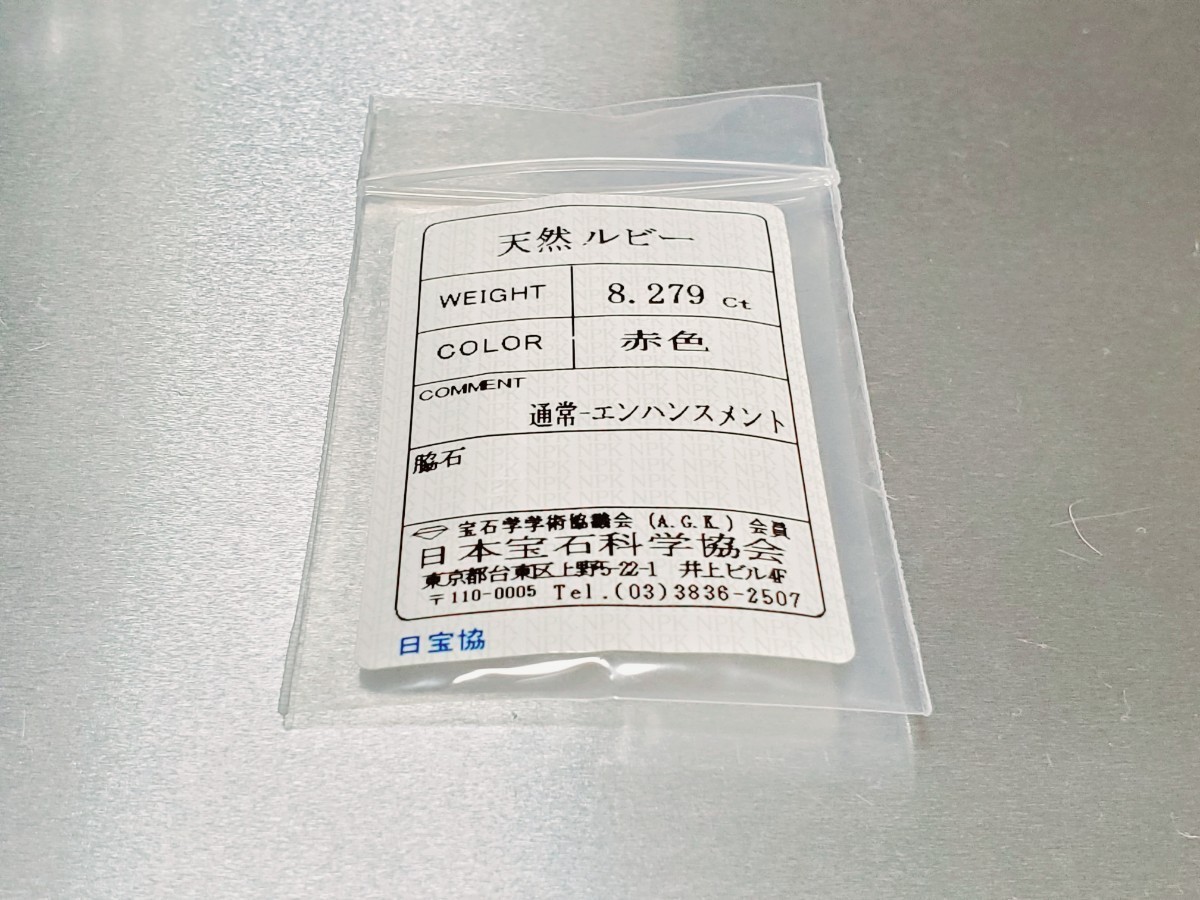 天然 ルビー
WEIGHT 8.279 ct
COLOR 赤色
COMMENT
通常-エンハンスメント
脇石
宝石学学術協議会 (A.G.K.) 会員
日本宝石科学協会
東京都台東区上野5-22-1 井上ビル4F
〒110-0005 Tel.(03)3836-2507
日宝協